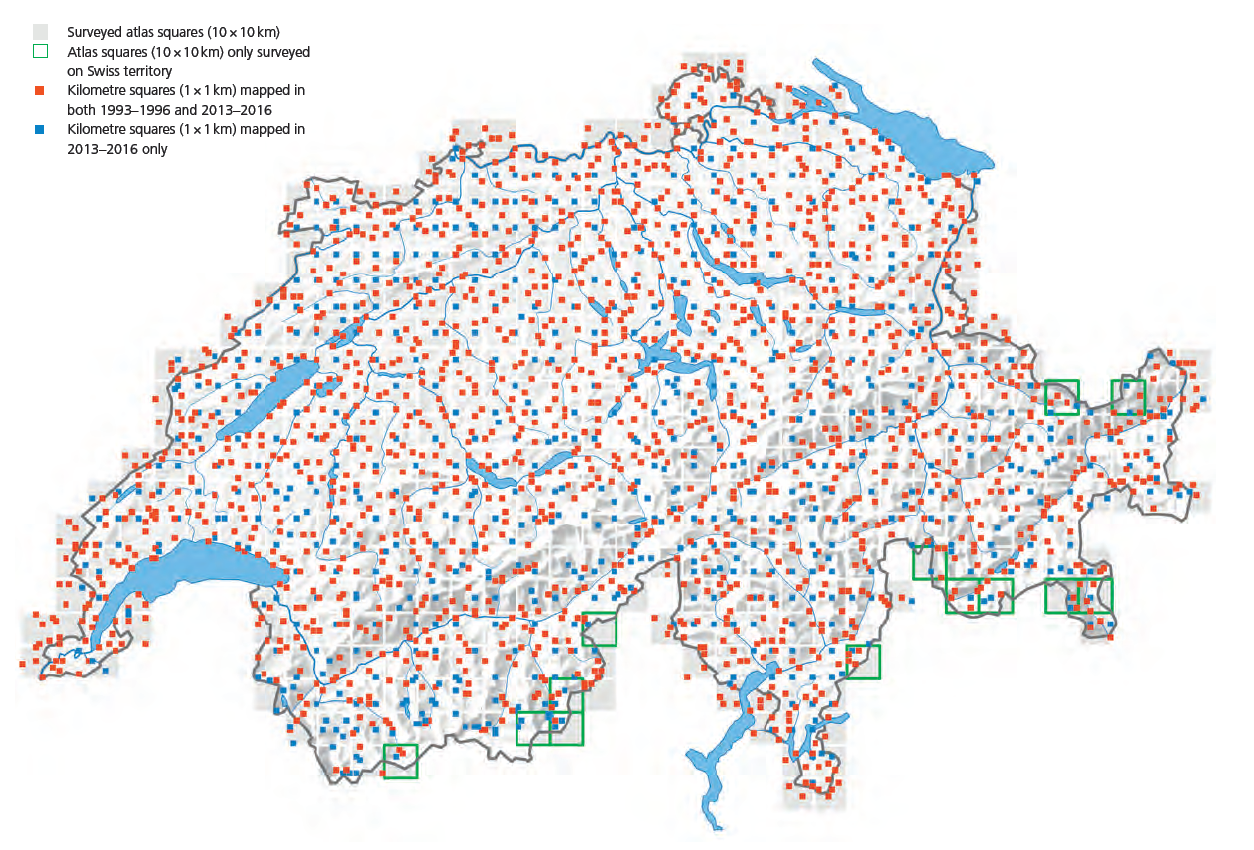 Surveyed atlas squares (10 × 10 km)
Atlas squares (10 × 10 km) only surveyed
on Swiss territory
Kilometre squares (1 × 1 km) mapped in
both 1993–1996 and 2013–2016
Kilometre squares (1 × 1 km) mapped in
2013–2016 only